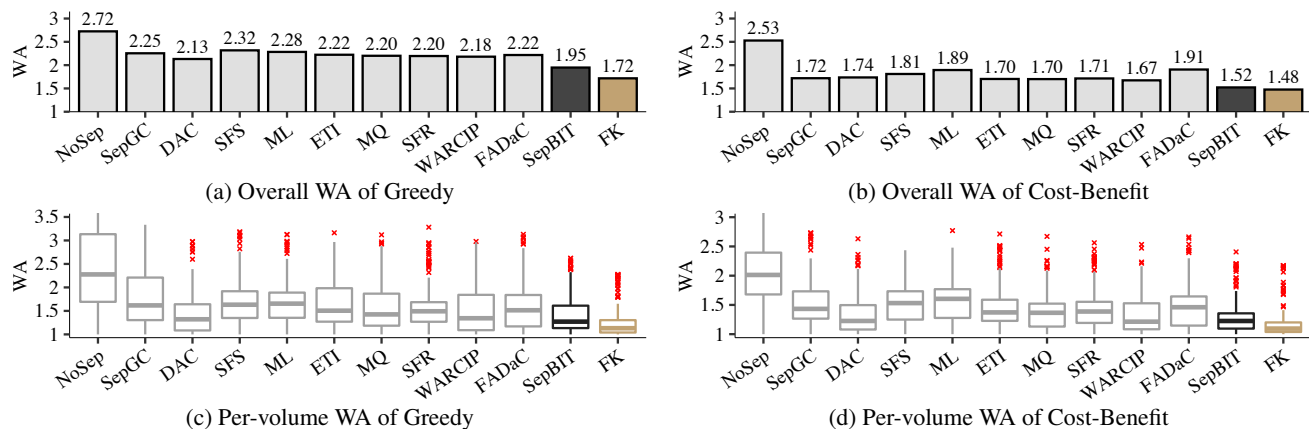 3
2.5
2
1.5
1
WA
2.72 2.25 2.13 2.32 2.28 2.22 2.20 2.20 2.18 2.22 1.95 1.72
NoSep SepGC DAC SFS ML ETI MQ SFR WARCIP FADaC SepBIT FK
(a) Overall WA of Greedy
3
2.5
2
1.5
1
WA
2.53 1.72 1.74 1.81 1.89 1.70 1.70 1.71 1.67 1.91 1.52 1.48
NoSep SepGC DAC SFS ML ETI MQ SFR WARCIP FADaC SepBIT FK
(b) Overall WA of Cost-Benefit
3.5
3
2.5
2
1.5
1
WA
NoSep SepGC DAC SFS ML ETI MQ SFR WARCIP FADaC SepBIT FK
(c) Per-volume WA of Greedy
3
2.5
2
1.5
1
WA
NoSep SepGC DAC SFS ML ETI MQ SFR WARCIP FADaC SepBIT FK
(d) Per-volume WA of Cost-Benefit